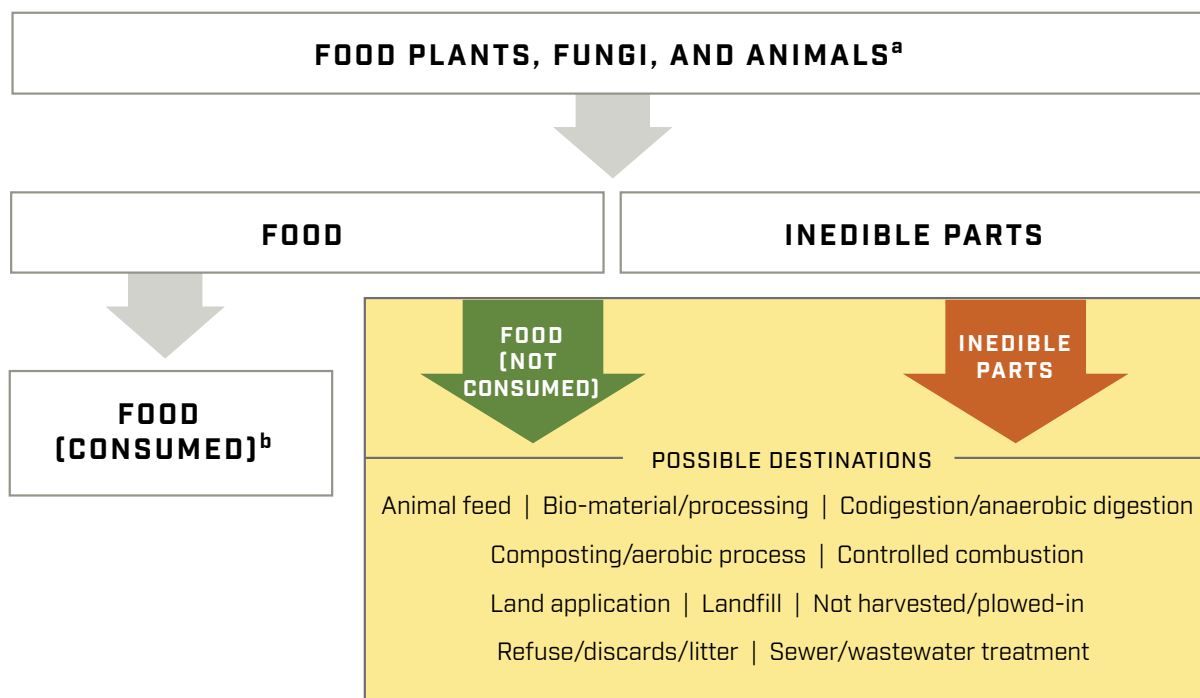 FOOD PLANTS, FUNGI, AND ANIMALSᵃ
FOOD
INEDIBLE PARTS
FOOD
(NOT
CONSUMED)
INEDIBLE
PARTS
FOOD
(CONSUMED)ᵇ
POSSIBLE DESTINATIONS
Animal feed | Bio-material/processing | Codigestion/anaerobic digestion
Composting/aerobic process | Controlled combustion
Land application | Landfill | Not harvested/plowed-in
Refuse/discards/litter | Sewer/wastewater treatment